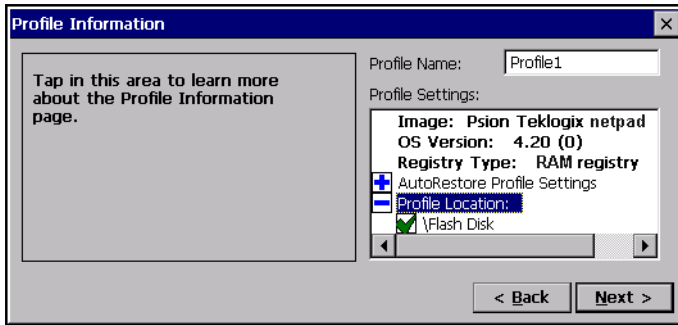 Profile Information
Tap in this area to learn more
about the Profile Information
page.
Profile Name: Profile1
Profile Settings:
Image: Psion Teklogix netpad
OS Version: 4.20 (0)
Registry Type: RAM registry
AutoRestore Profile Settings
Profile Location:
\Flash Disk
< Back Next >